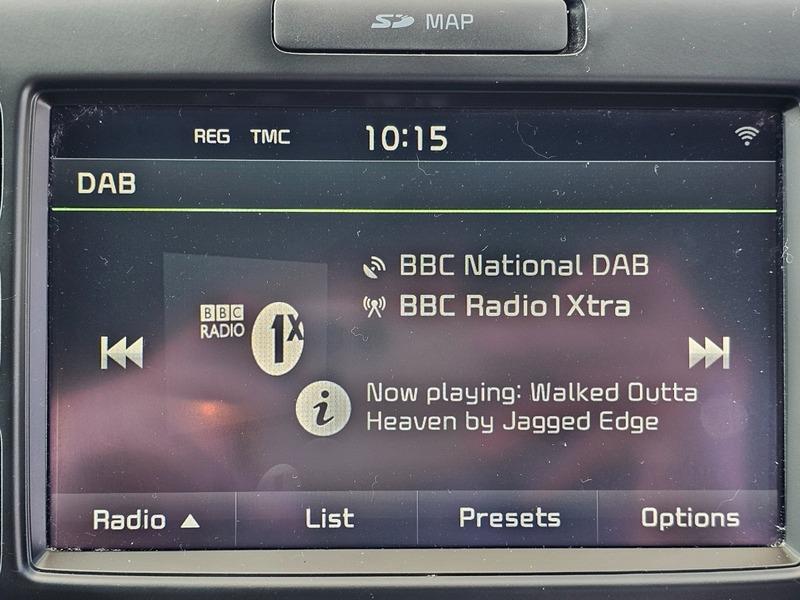 SD MAP
REG TMC 10:15
DAB
BBC National DAB
BBC Radio1Xtra
BBC
RADIO
1X
i
Now playing: Walked Outta
Heaven by Jagged Edge
Radio ▲ List Presets Options